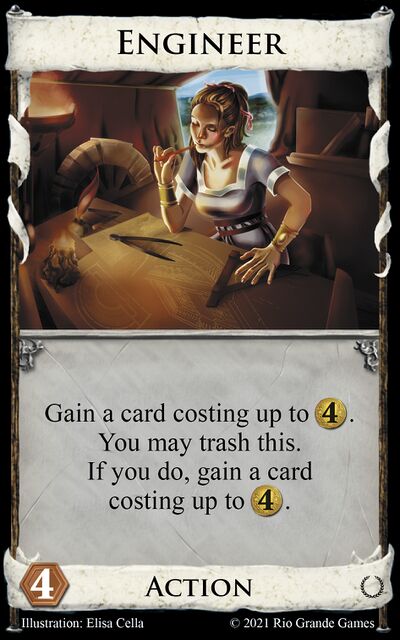 ENGINEER
Gain a card costing up to 4.
You may trash this.
If you do, gain a card
costing up to 4.
4
ACTION
Illustration: Elisa Cella © 2021 Rio Grande Games